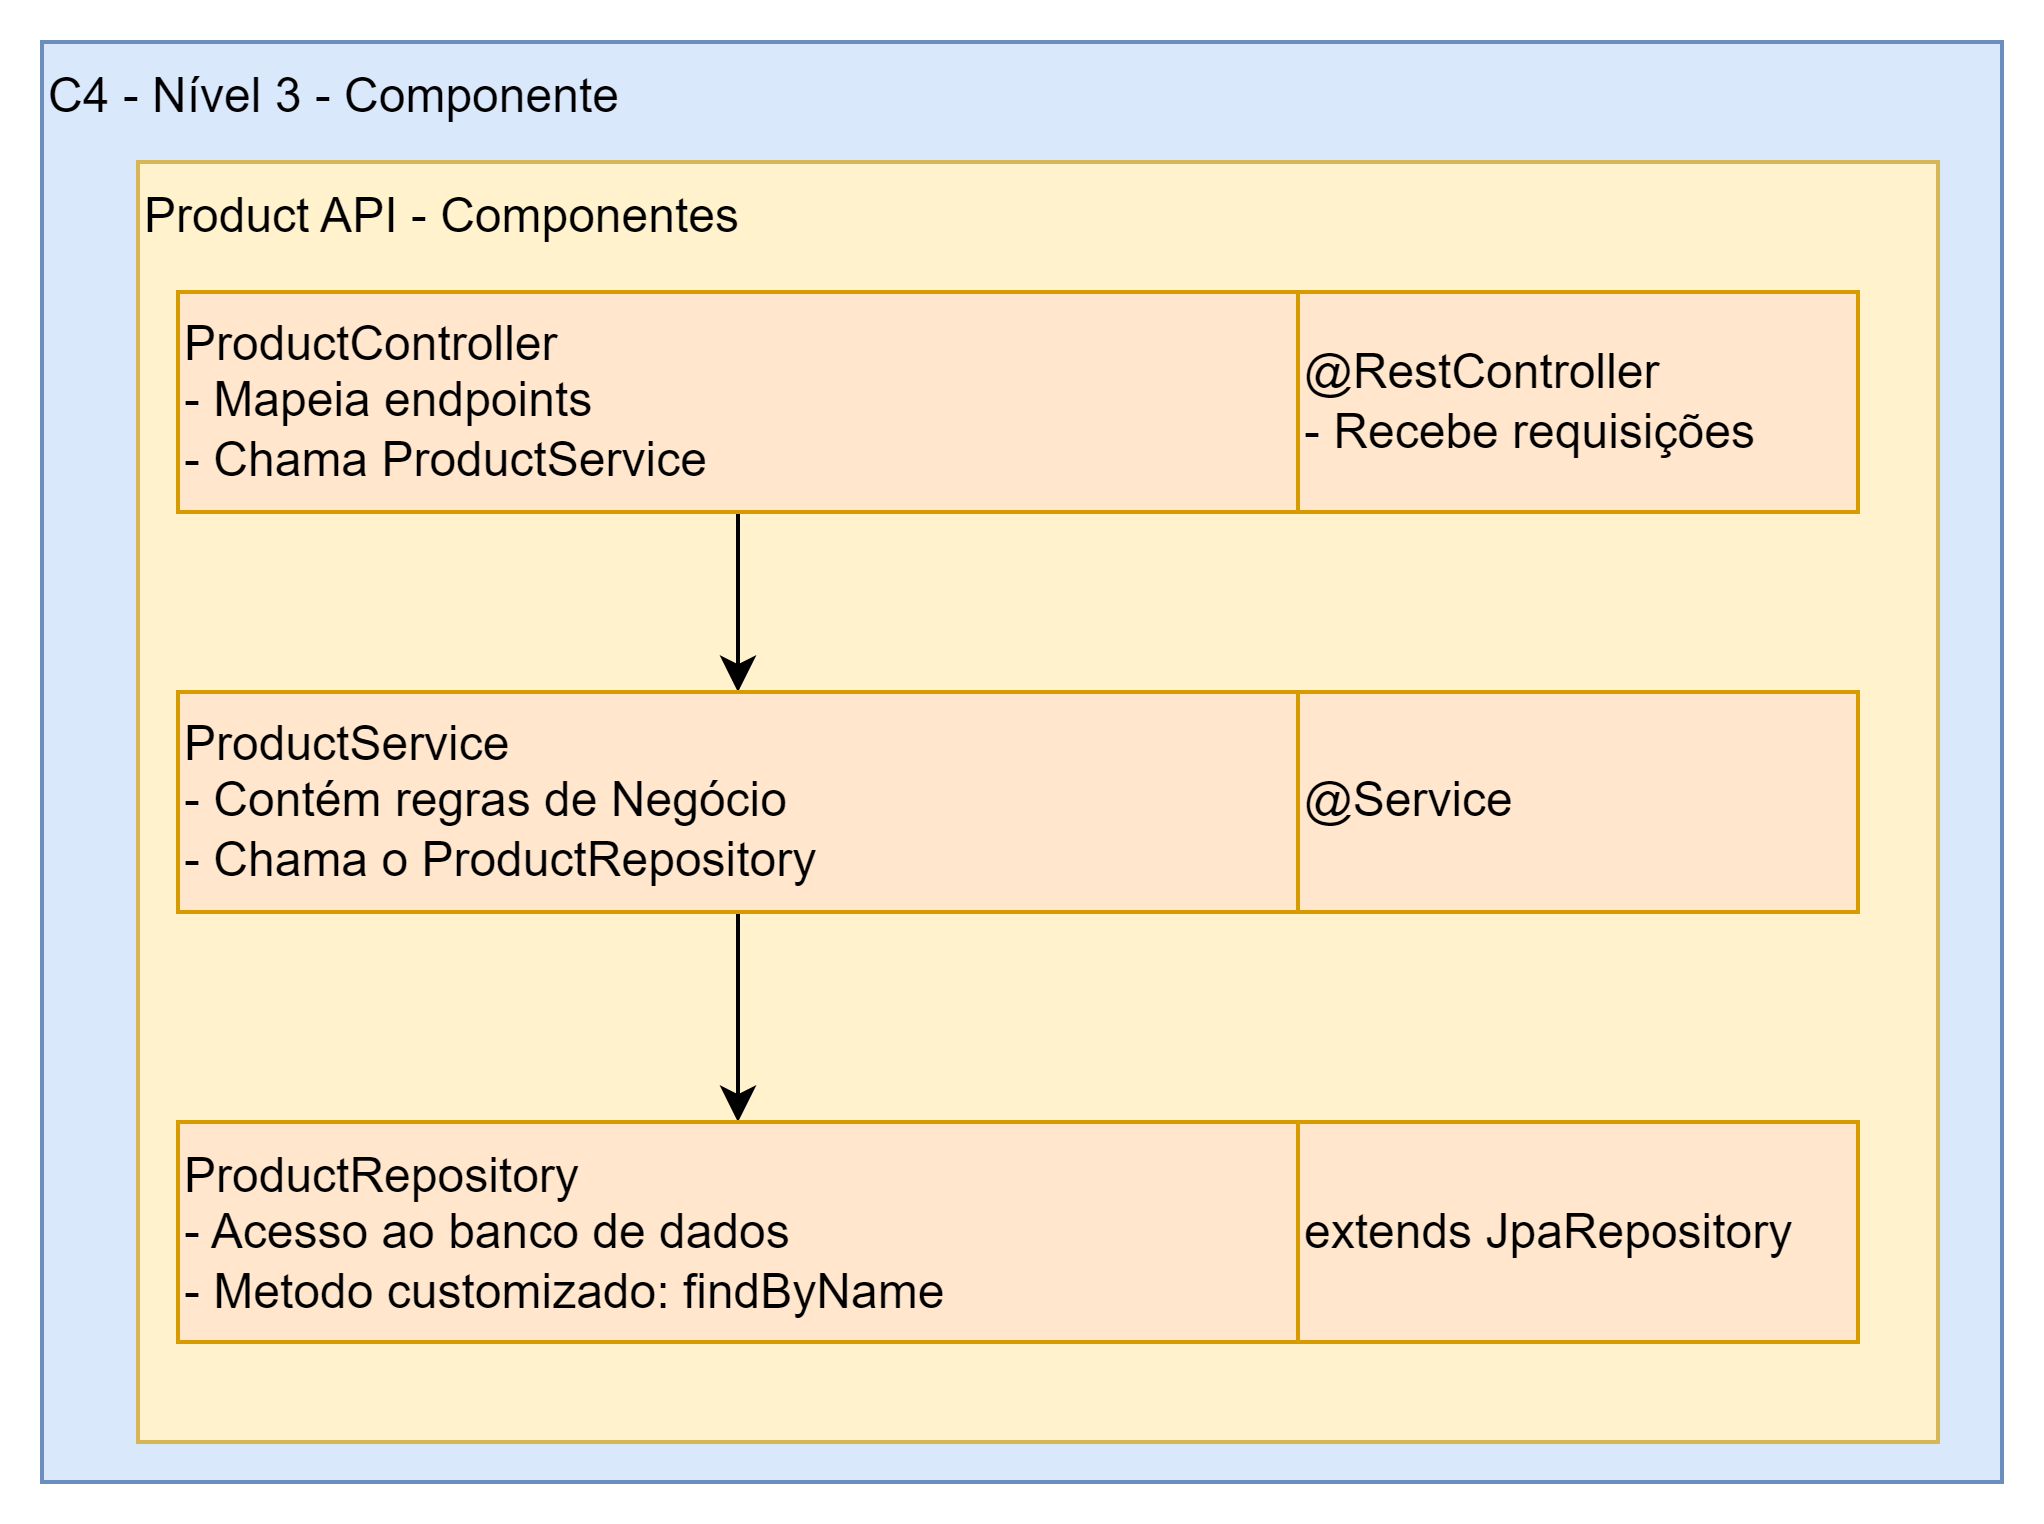 C4 - Nível 3 - Componente
Product API - Componentes
ProductController
- Mapeia endpoints
- Chama ProductService
@RestController
- Recebe requisições
ProductService
- Contém regras de Negócio
- Chama o ProductRepository
@Service
ProductRepository
- Acesso ao banco de dados
- Metodo customizado: findByName
extends JpaRepository